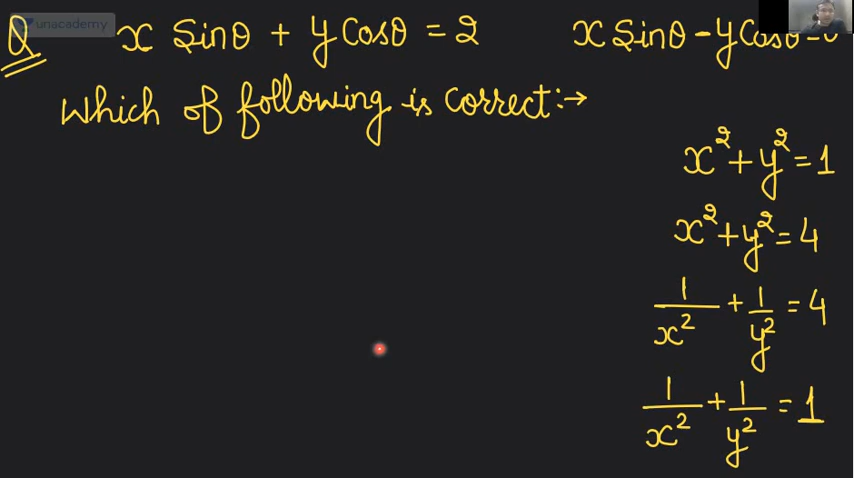 unacademy
Q x Sinθ + y Cosθ = 2 x Sinθ - y Cosθ = 0
Which of following is correct:→
x² + y² = 1
x² + y² = 4
1/x² + 1/y² = 4
1/x² + 1/y² = 1